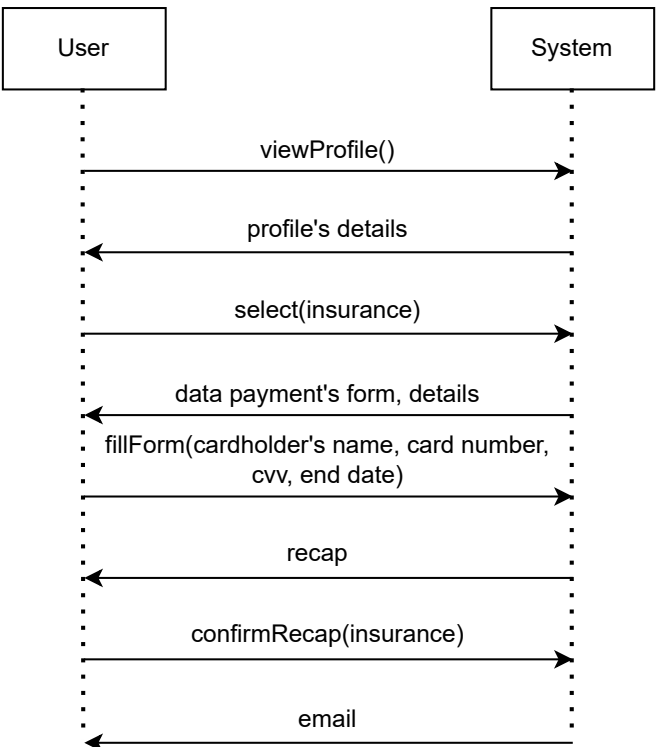 User
System
viewProfile()
profile's details
select(insurance)
data payment's form, details
fillForm(cardholder's name, card number,
cvv, end date)
recap
confirmRecap(insurance)
email